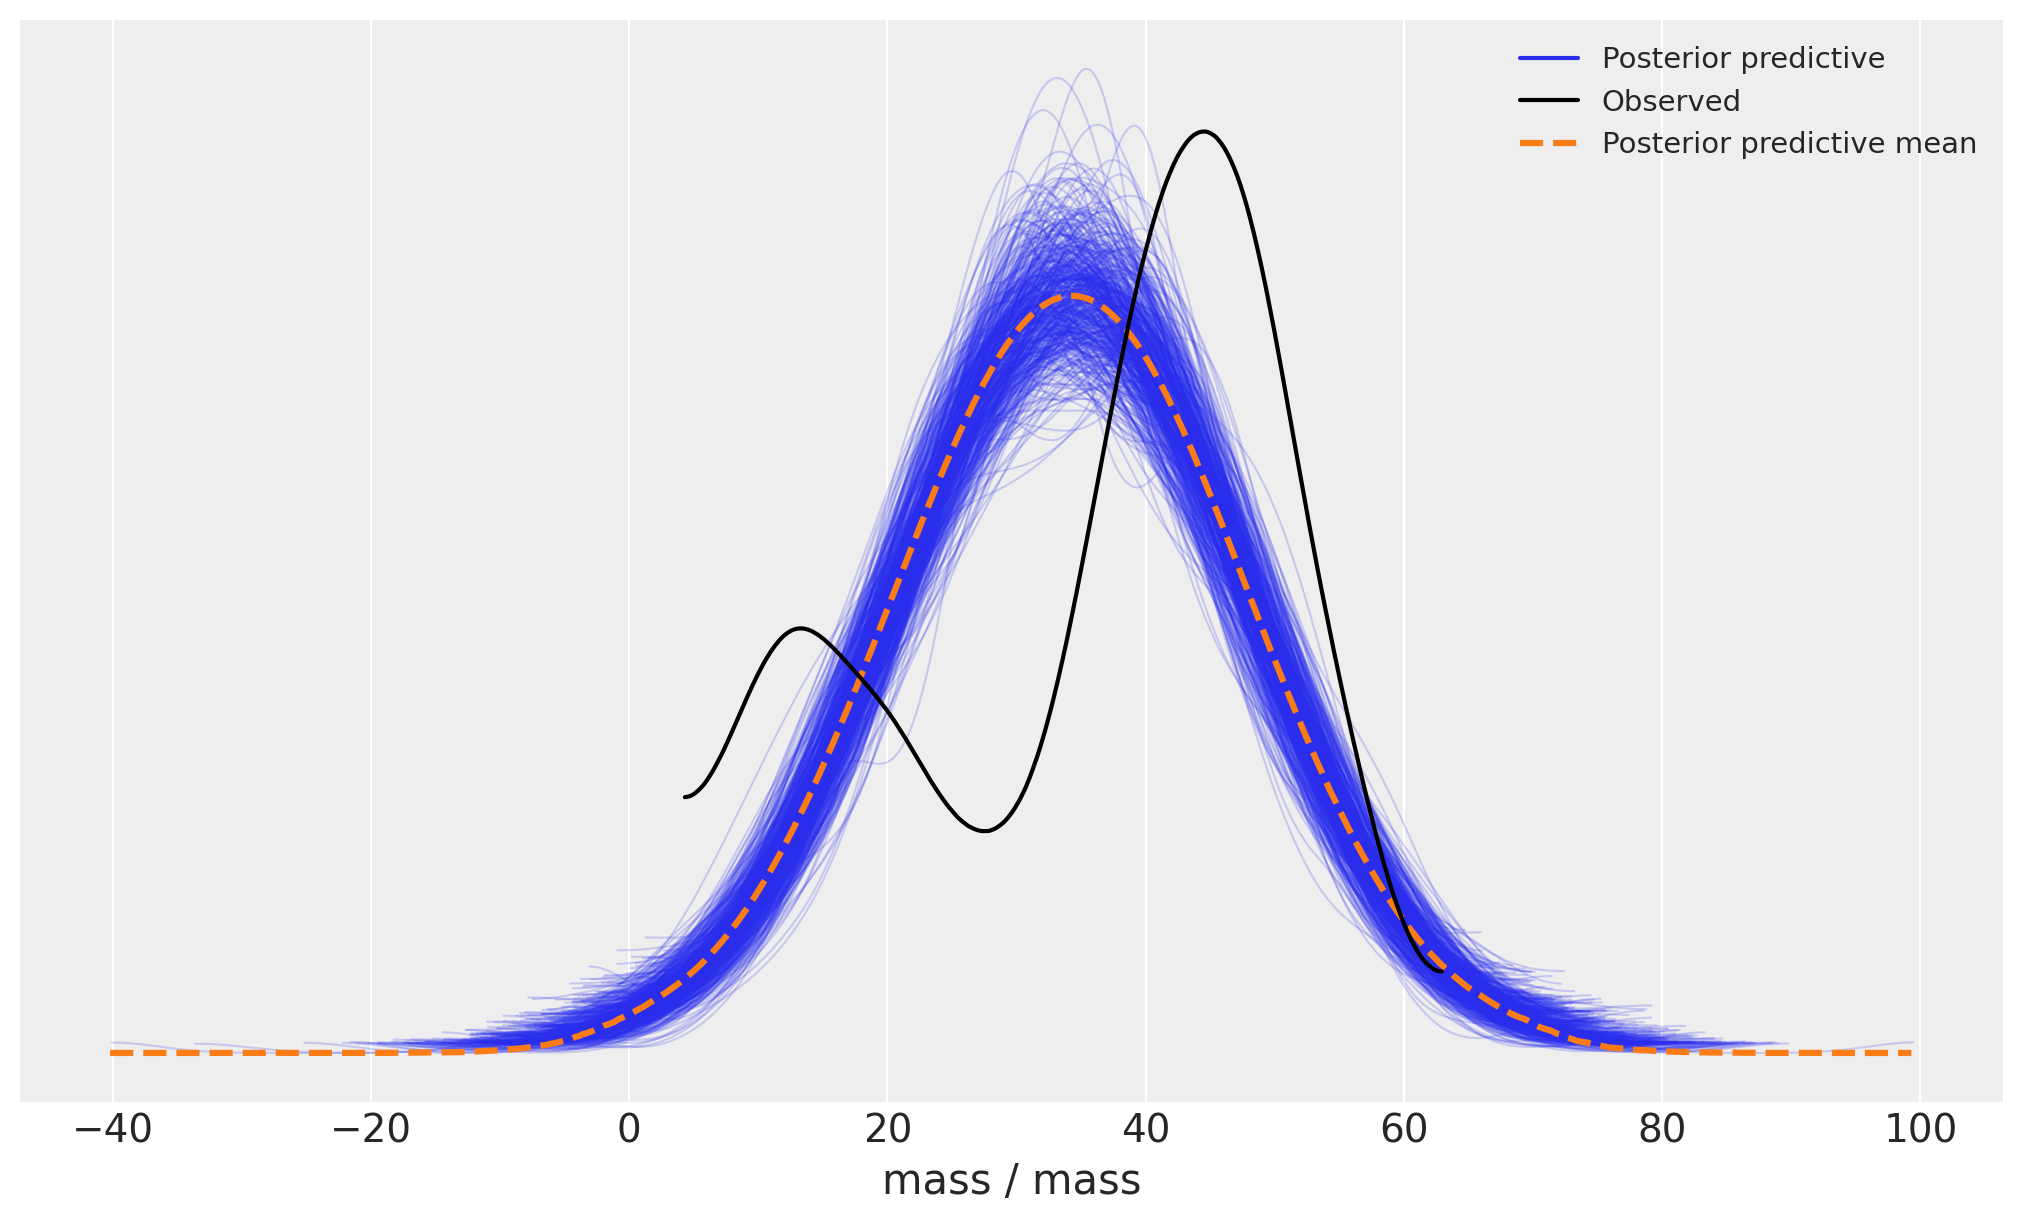 Posterior predictive
Observed
Posterior predictive mean
−40 −20 0 20 40 60 80 100
mass / mass